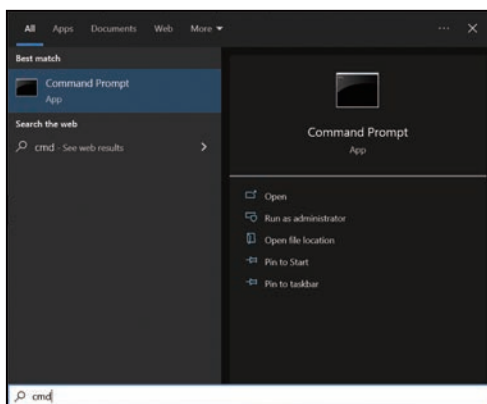 All Apps Documents Web More
Best match
Command Prompt
App
Search the web
cmd - See web results
Command Prompt
App
Open
Run as administrator
Open file location
Pin to Start
Pin to taskbar
cmd